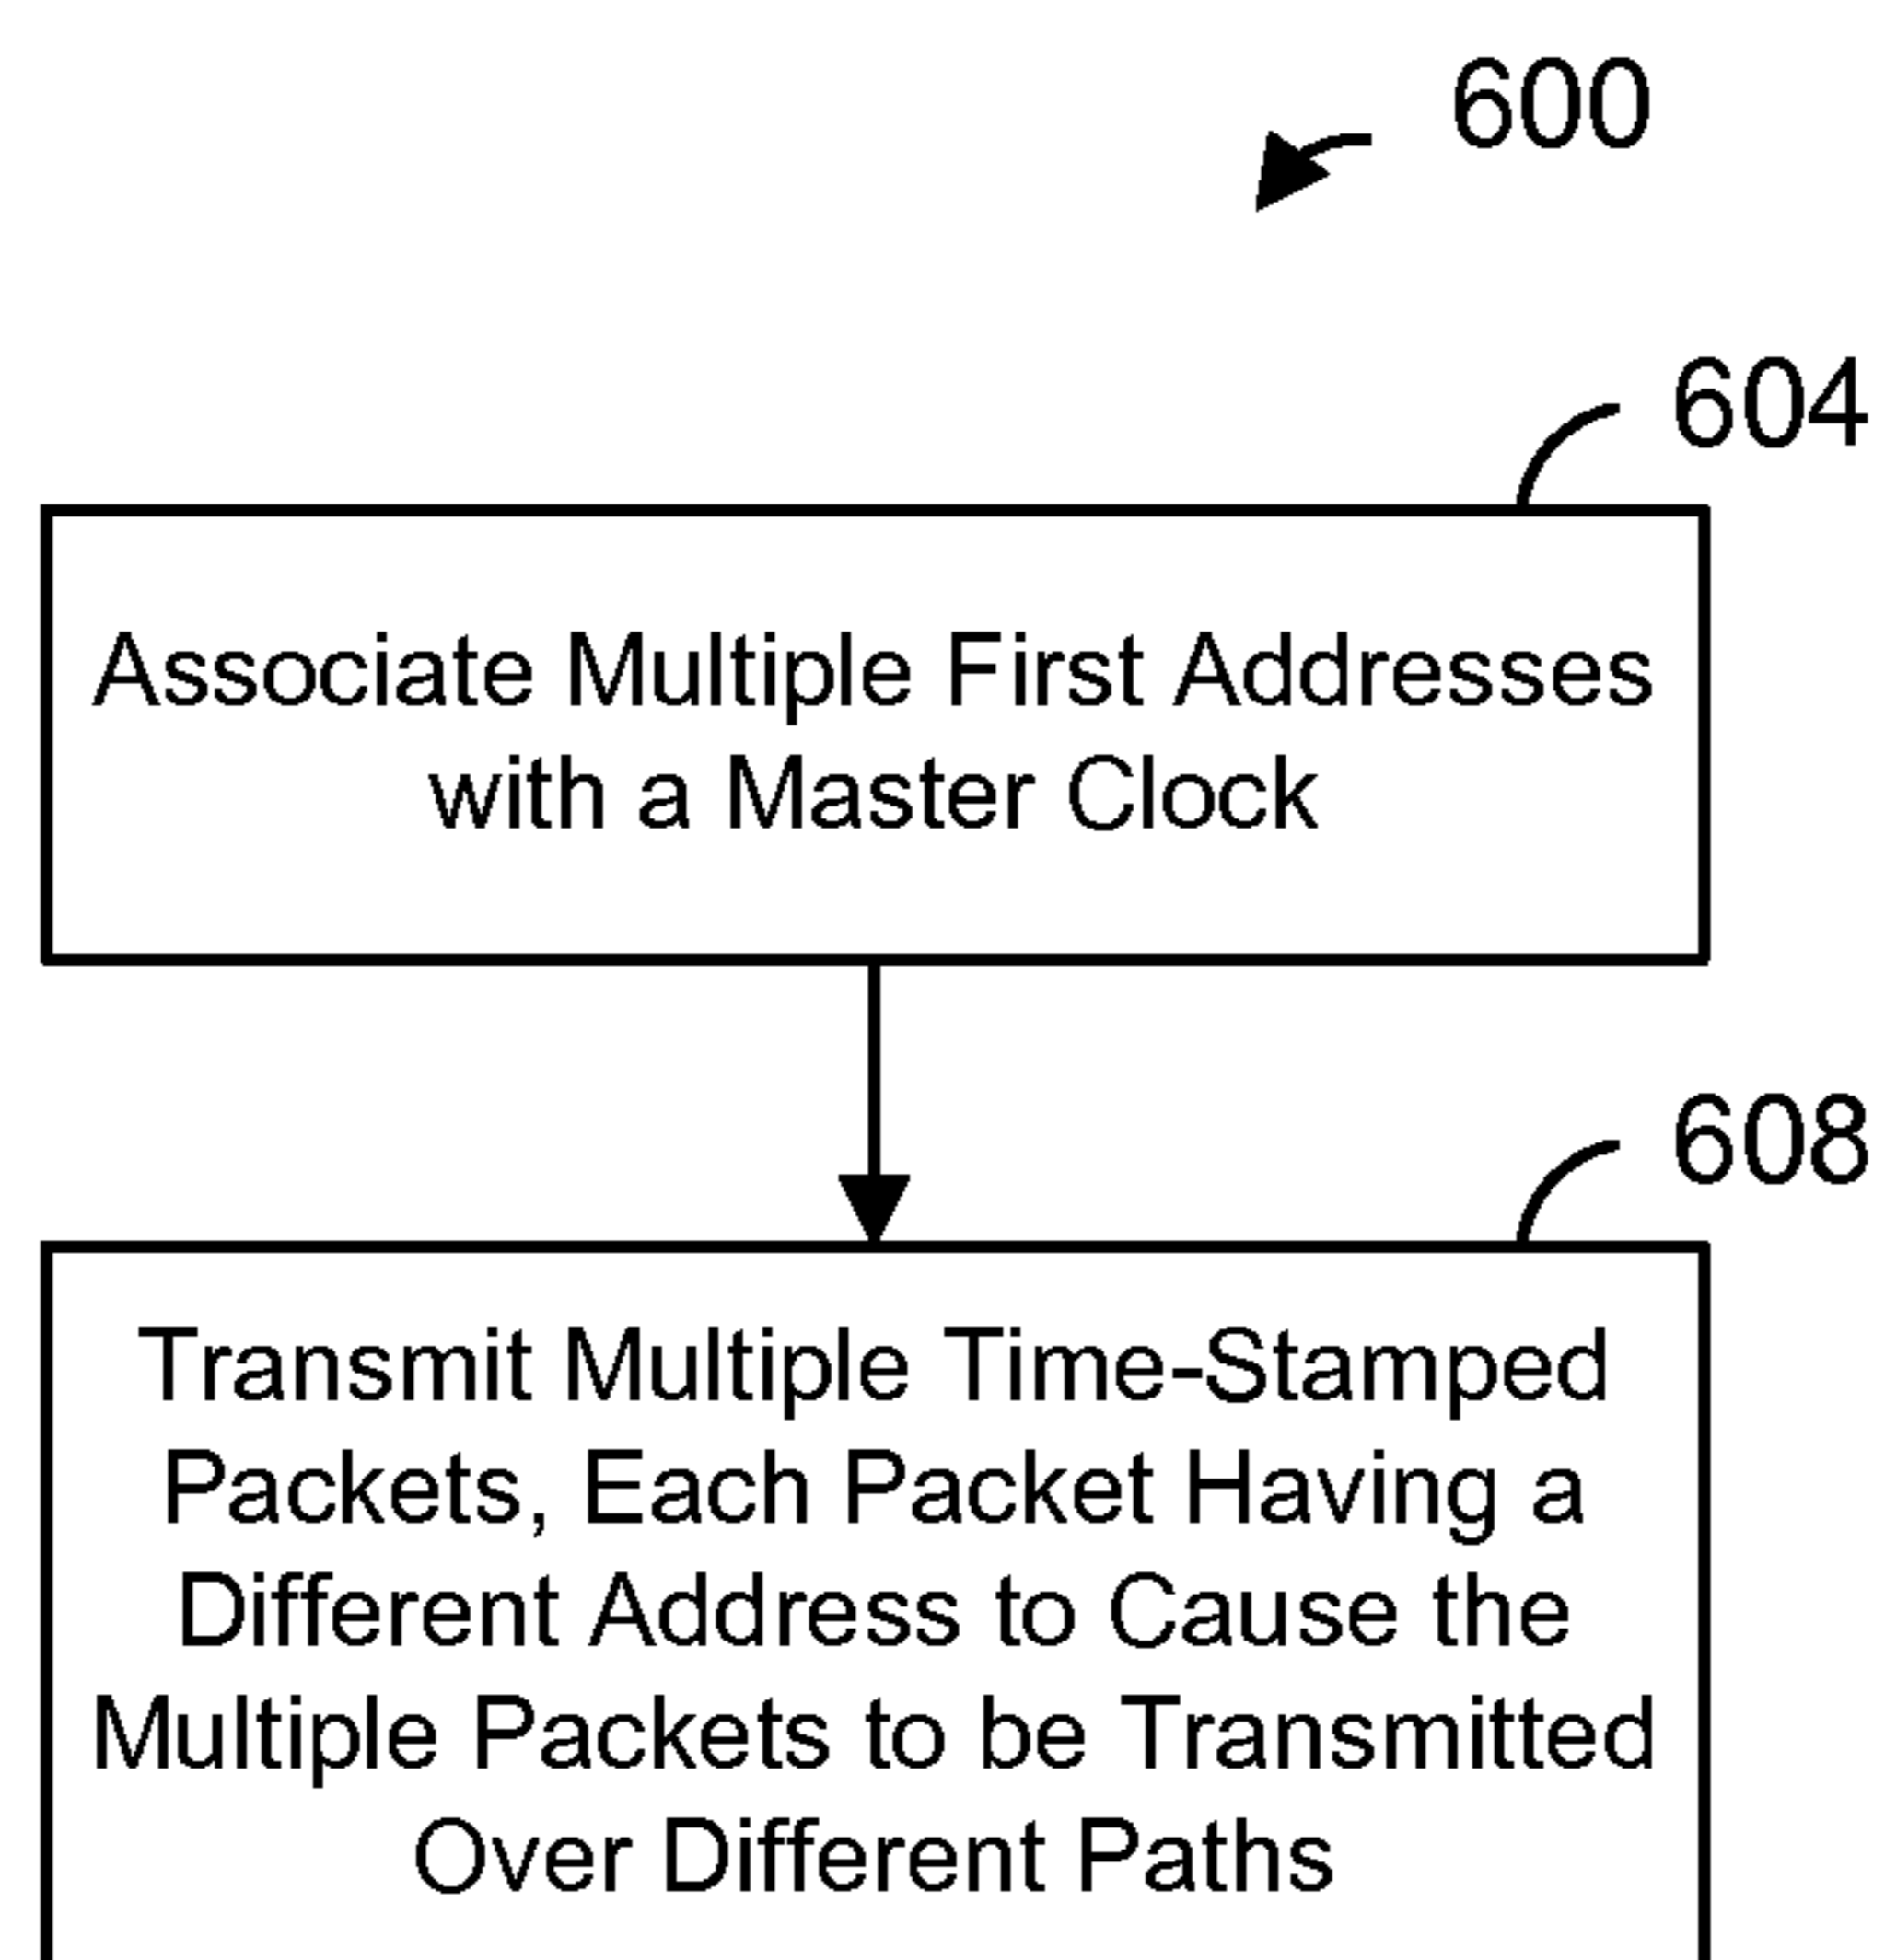 600
604
Associate Multiple First Addresses
with a Master Clock
608
Transmit Multiple Time-Stamped
Packets, Each Packet Having a
Different Address to Cause the
Multiple Packets to be Transmitted
Over Different Paths